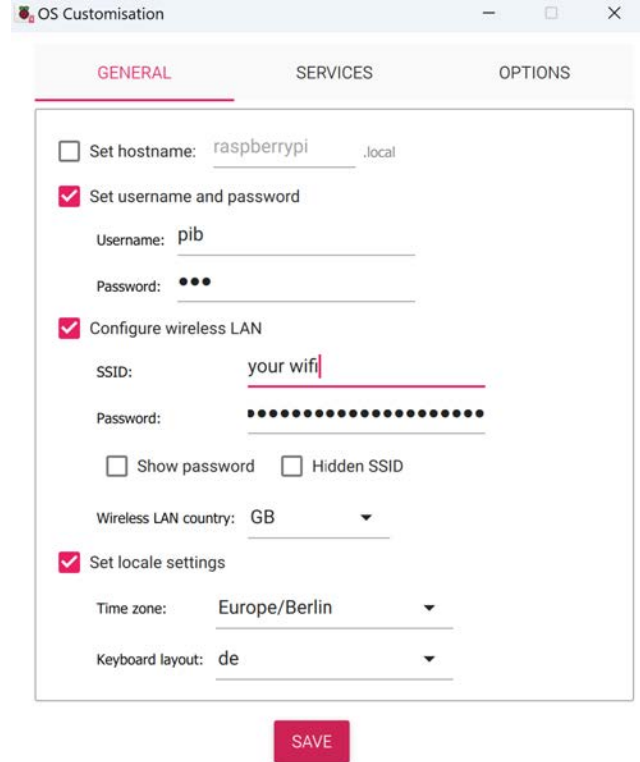 OS Customisation
GENERAL SERVICES OPTIONS
Set hostname: raspberrypi .local
Set username and password
Username: pib
Password: •••
Configure wireless LAN
SSID: your wifi
Password: •••••••••••••••••••••
Show password Hidden SSID
Wireless LAN country: GB
Set locale settings
Time zone: Europe/Berlin
Keyboard layout: de
SAVE